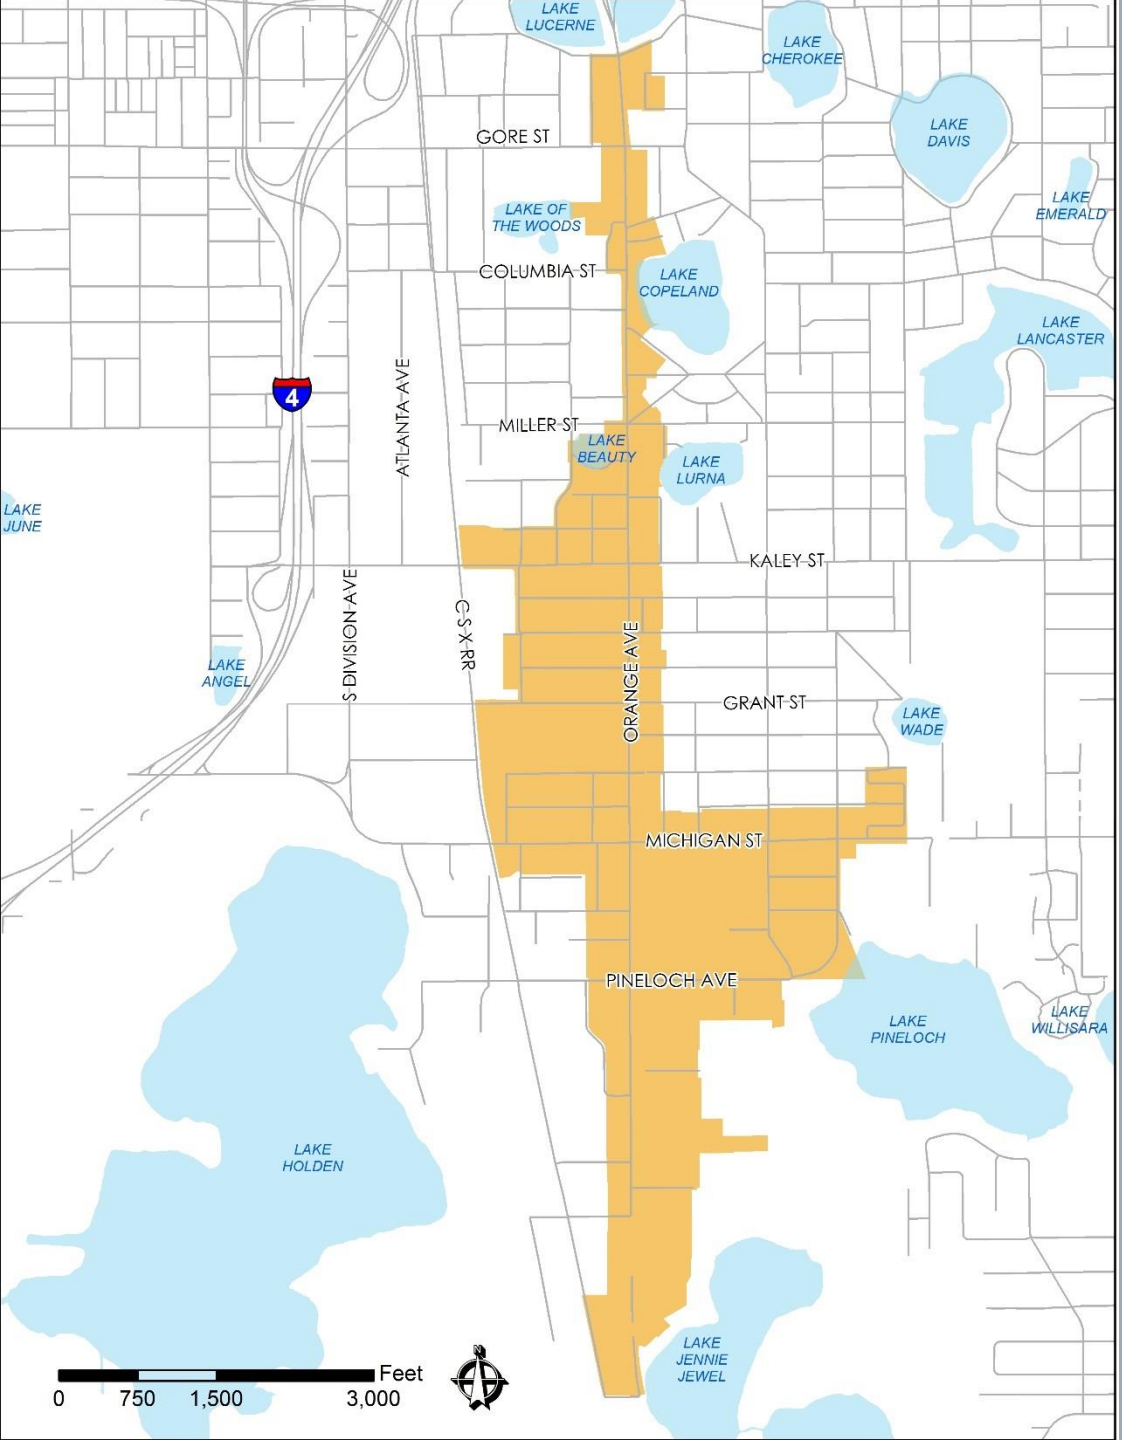 LAKE
LUCERNE
LAKE
CHEROKEE
LAKE
DAVIS
GORE ST
LAKE
EMERALD
LAKE OF
THE WOODS
COLUMBIA ST
LAKE
COPELAND
LAKE
LANCASTER
4
ATLANTA AVE
MILLER ST
LAKE
BEAUTY
LAKE
LURNA
LAKE
JUNE
KALEY ST
S DIVISION AVE
C S X RR
ORANGE AVE
LAKE
ANGEL
GRANT ST
LAKE
WADE
MICHIGAN ST
PINELOCH AVE
LAKE
PINELOCH
LAKE
WILLISARA
LAKE
HOLDEN
LAKE
JENNIE
JEWEL
N
Feet
0 750 1,500 3,000